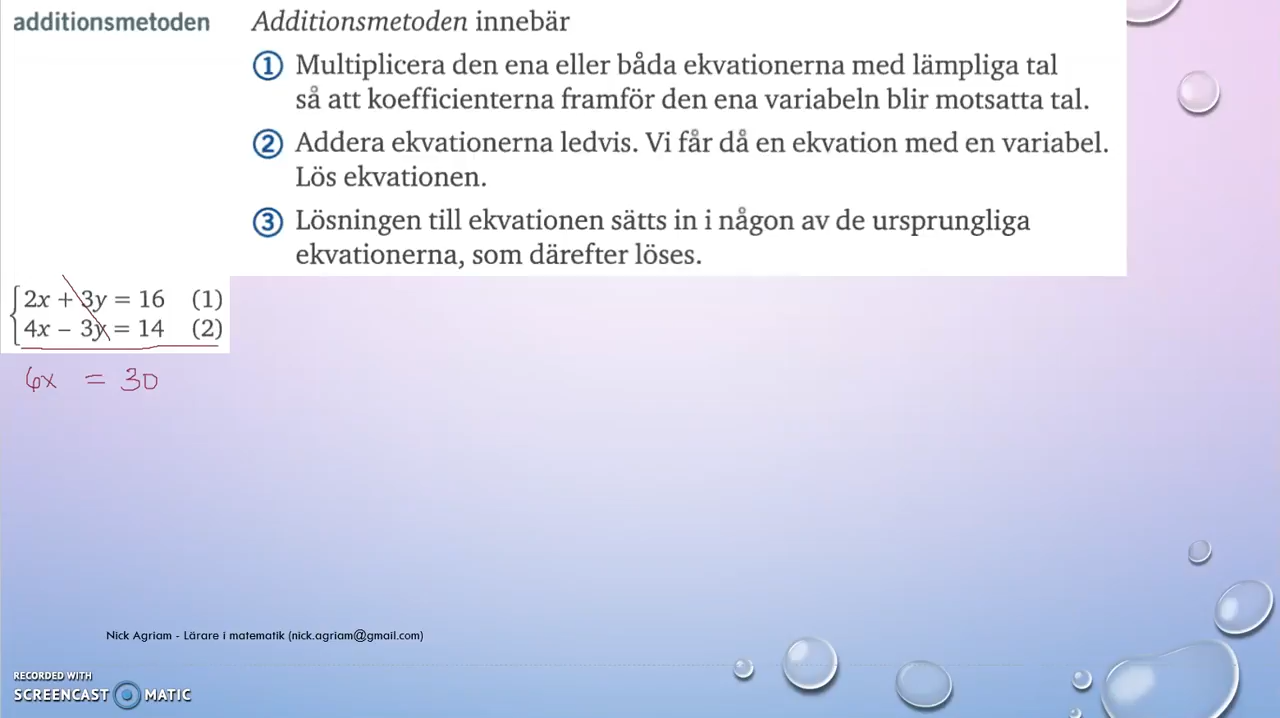 additionsmetoden
Additionsmetoden innebär
① Multiplicera den ena eller båda ekvationerna med lämpliga tal
så att koefficienterna framför den ena variabeln blir motsatta tal.
② Addera ekvationerna ledvis. Vi får då en ekvation med en variabel.
Lös ekvationen.
③ Lösningen till ekvationen sätts in i någon av de ursprungliga
ekvationerna, som därefter löses.
2x + 3y = 16 (1)
4x − 3y = 14 (2)
6x = 30
Nick Agriam - Lärare i matematik (nick.agriam@gmail.com)
RECORDED WITH
SCREENCAST MATIC